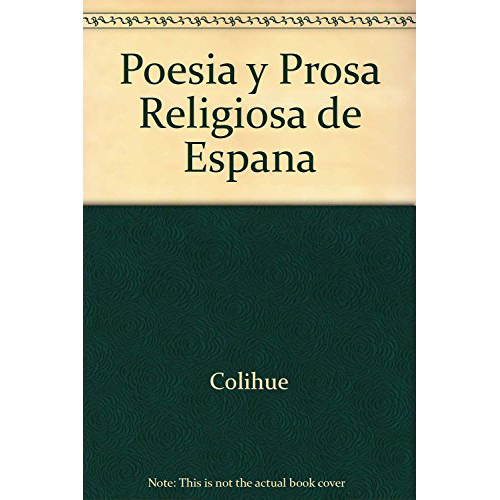 Poesia y Prosa
Religiosa de
Espana
Colihue
Note: This is not the actual book cover